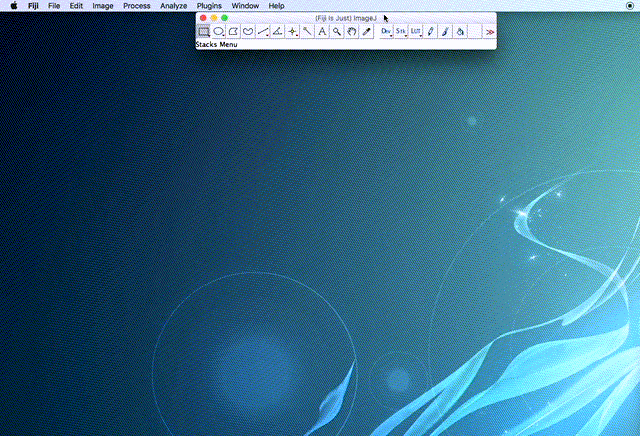 Fiji File Edit Image Process Analyze Plugins Window Help
(Fiji Is Just) ImageJ
A Dev Stk LUT
Stacks Menu